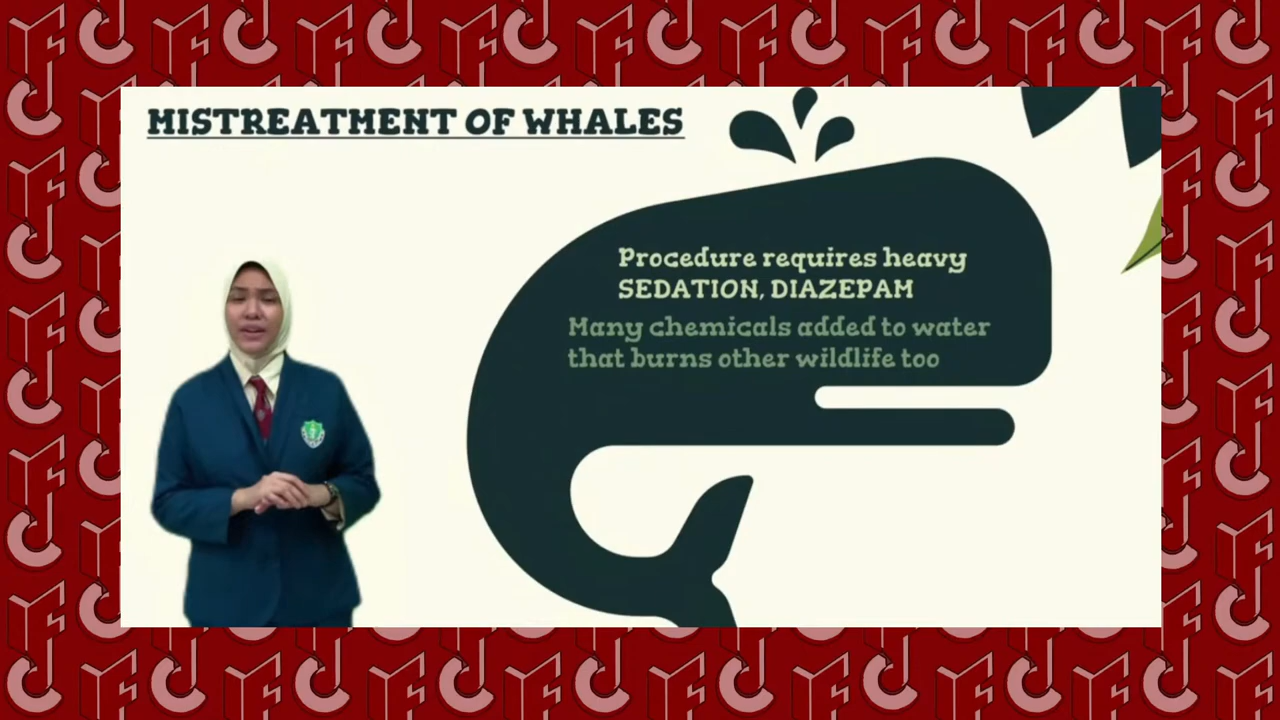 MISTREATMENT OF WHALES
Procedure requires heavy
SEDATION, DIAZEPAM
Many chemicals added to water
that burns other wildlife too